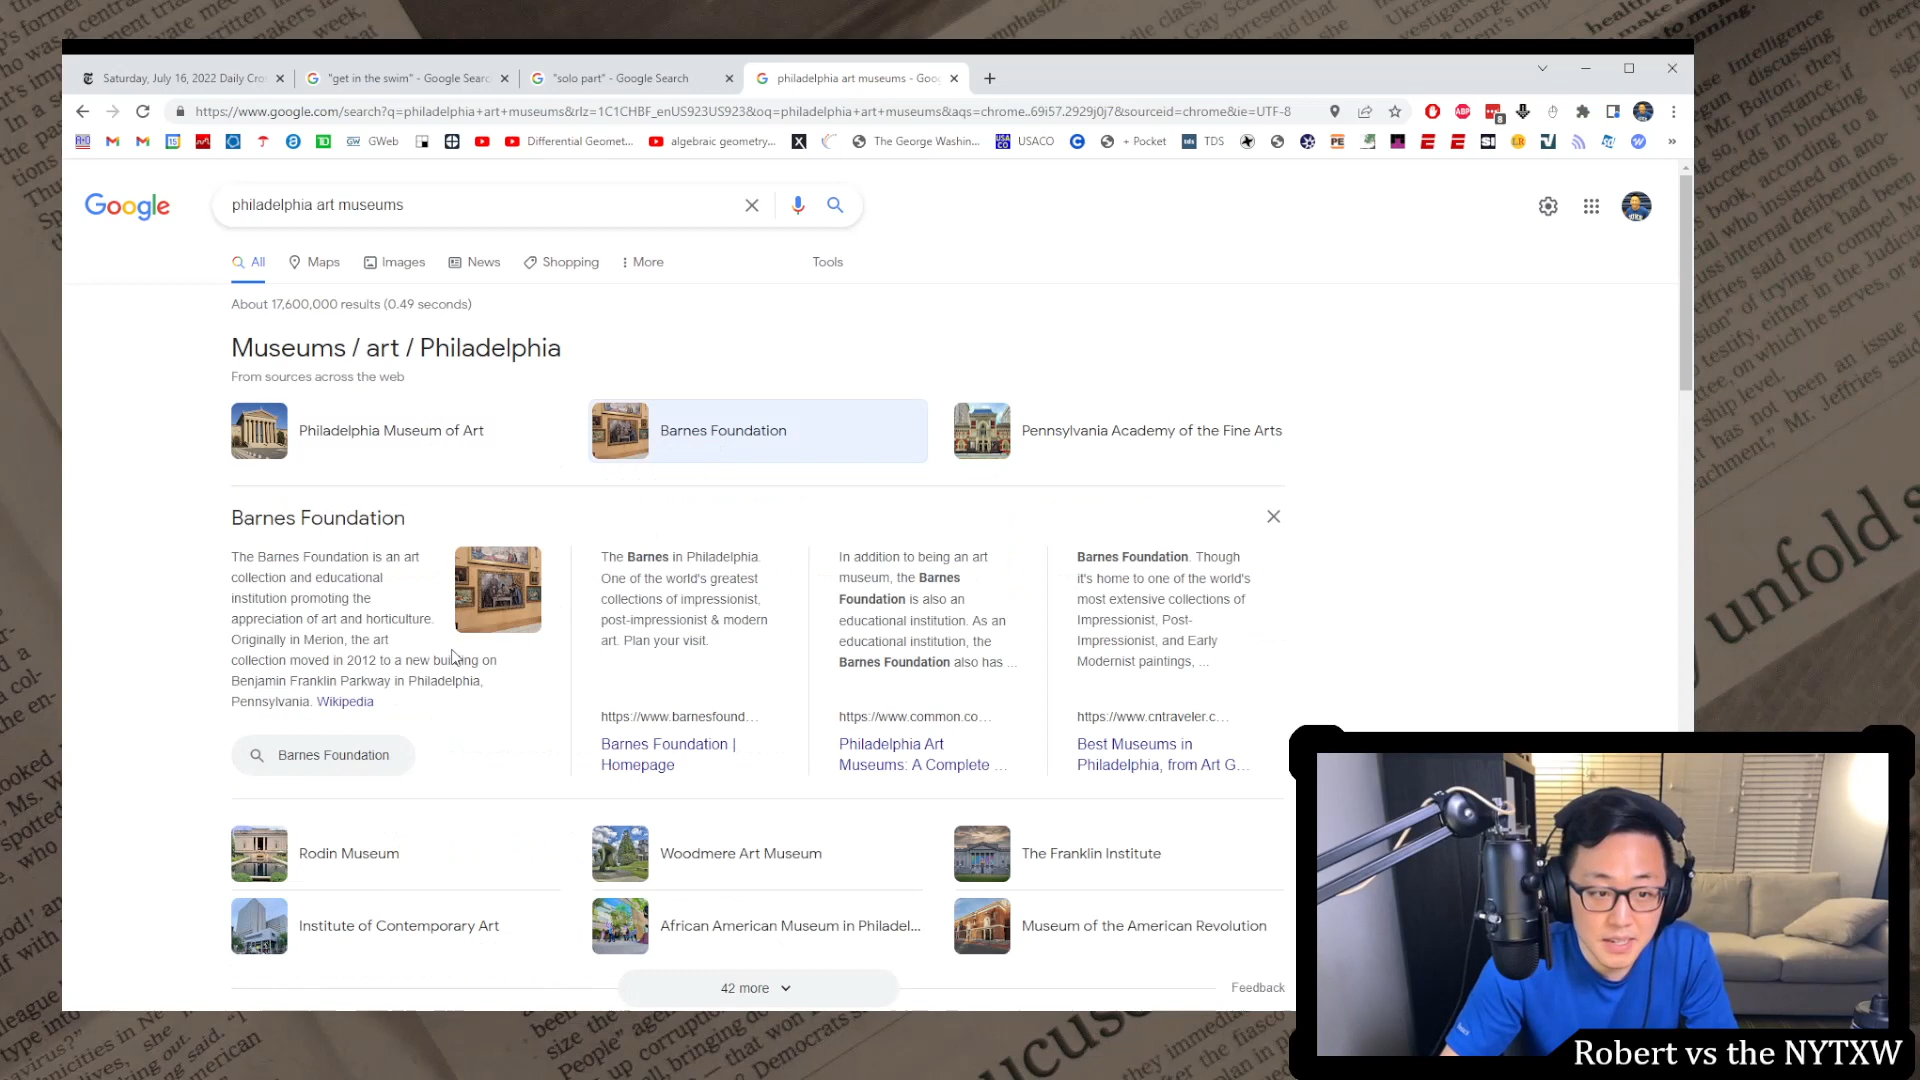 Saturday, July 16, 2022 Daily Cro
"get in the swim" - Google Searc
"solo part" - Google Search
philadelphia art museums - Goo
https://www.google.com/search?q=philadelphia+art+museums&rlz=1C1CHBF_enUS923US923&oq=philadelphia+art+museums&aqs=chrome..69i57.2929j0j7&sourceid=chrome&ie=UTF-8
GWeb
Differential Geomet...
algebraic geometry...
The George Washin...
USACO
+ Pocket
TDS
Google
philadelphia art museums
All
Maps
Images
News
Shopping
More
Tools
About 17,600,000 results (0.49 seconds)
Museums / art / Philadelphia
From sources across the web
Philadelphia Museum of Art
Barnes Foundation
Pennsylvania Academy of the Fine Arts
Barnes Foundation
The Barnes Foundation is an art
collection and educational
institution promoting the
appreciation of art and horticulture.
Originally in Merion, the art
collection moved in 2012 to a new building on
Benjamin Franklin Parkway in Philadelphia,
Pennsylvania. Wikipedia
Barnes Foundation
The Barnes in Philadelphia.
One of the world's greatest
collections of impressionist,
post-impressionist & modern
art. Plan your visit.
https://www.barnesfound...
Barnes Foundation |
Homepage
In addition to being an art
museum, the Barnes
Foundation is also an
educational institution. As an
educational institution, the
Barnes Foundation also has ...
https://www.common.co...
Philadelphia Art
Museums: A Complete ...
Barnes Foundation. Though
it's home to one of the world's
most extensive collections of
Impressionist, Post-
Impressionist, and Early
Modernist paintings, ...
https://www.cntraveler.c...
Best Museums in
Philadelphia, from Art G...
Rodin Museum
Woodmere Art Museum
The Franklin Institute
Institute of Contemporary Art
African American Museum in Philadel...
Museum of the American Revolution
42 more
Feedback
unfold s
Robert vs the NYTXW